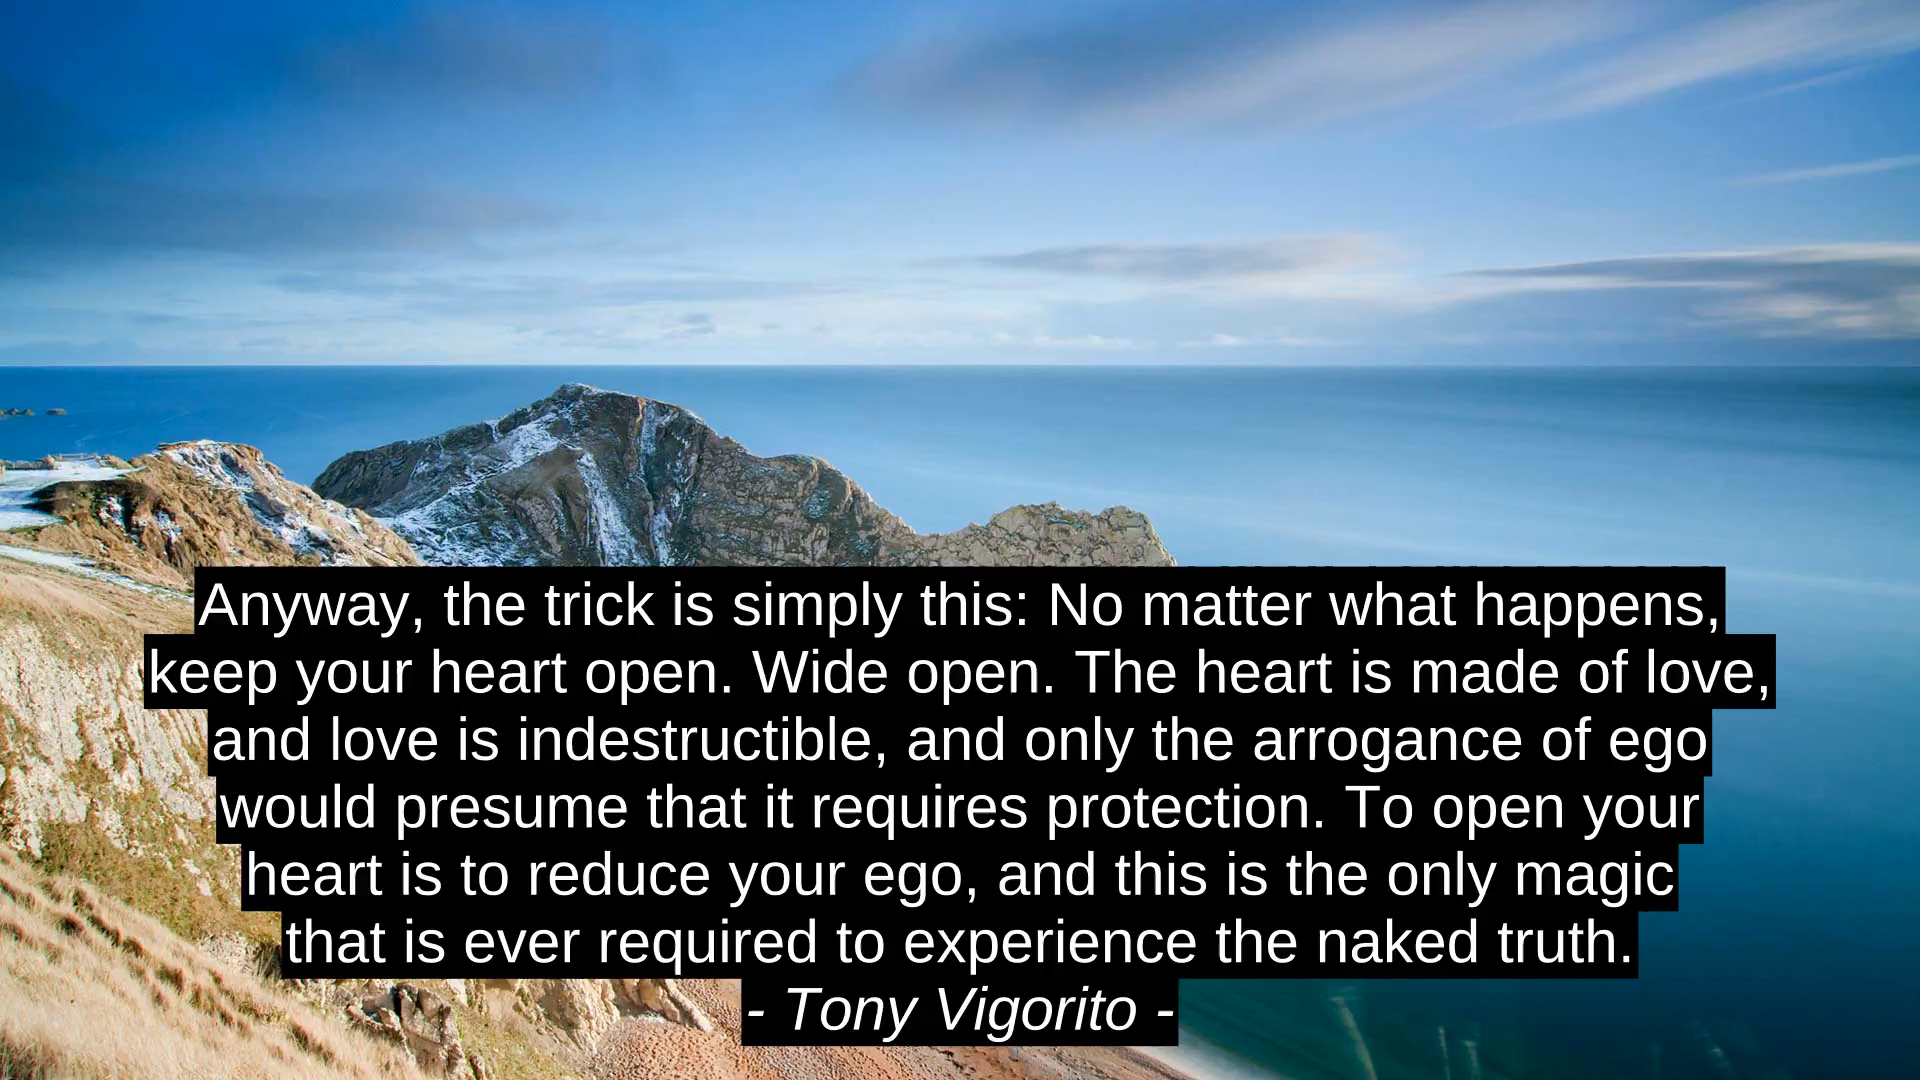 Anyway, the trick is simply this: No matter what happens,
keep your heart open. Wide open. The heart is made of love,
and love is indestructible, and only the arrogance of ego
would presume that it requires protection. To open your
heart is to reduce your ego, and this is the only magic
that is ever required to experience the naked truth.
- Tony Vigorito -